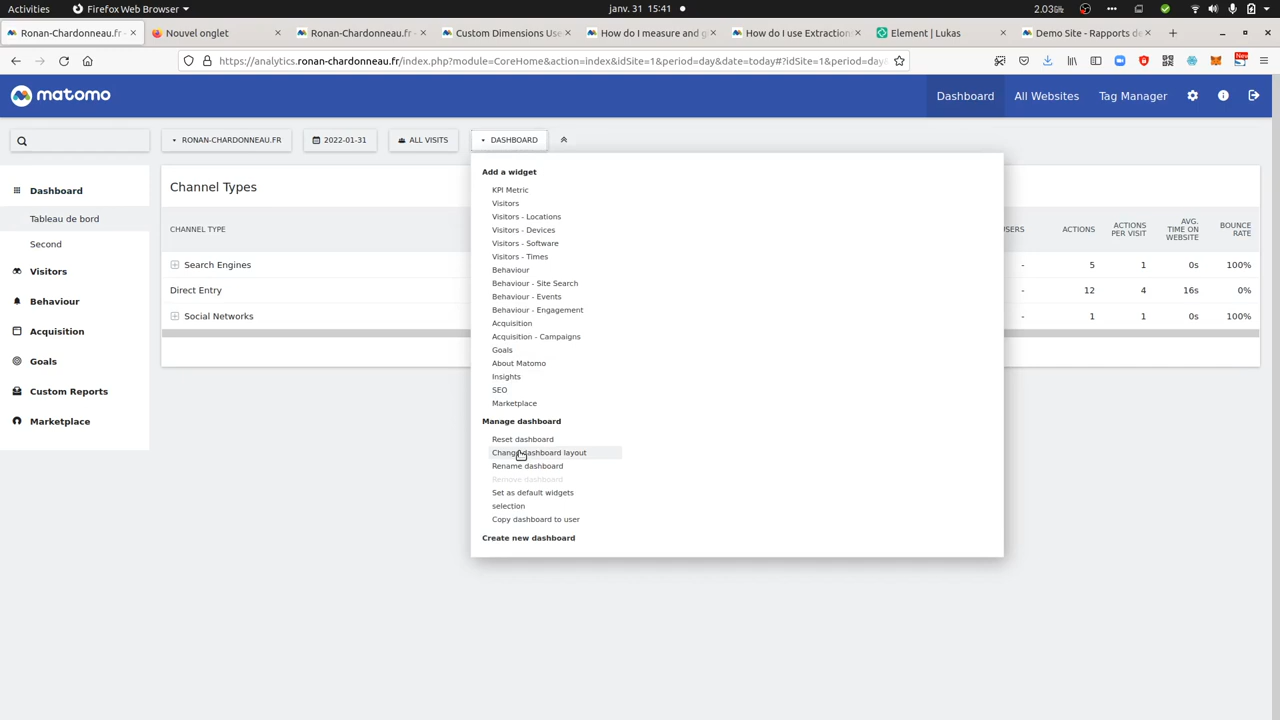 Activities
Firefox Web Browser
janv. 31 15:41
2.03GHz
Ronan-Chardonneau.fr -
Nouvel onglet
Ronan-Chardonneau.fr -
Custom Dimensions Use
How do I measure and g
How do I use Extraction
Element | Lukas
Demo Site - Rapports de
https://analytics.ronan-chardonneau.fr/index.php?module=CoreHome&action=index&idSite=1&period=day&date=today#?idSite=1&period=day
New
matomo
Dashboard
All Websites
Tag Manager
RONAN-CHARDONNEAU.FR
2022-01-31
ALL VISITS
DASHBOARD
Dashboard
Tableau de bord
Second
Visitors
Behaviour
Acquisition
Goals
Custom Reports
Marketplace
Channel Types
CHANNEL TYPE
USERS
ACTIONS
ACTIONS PER VISIT
AVG. TIME ON WEBSITE
BOUNCE RATE
Search Engines - 5 1 0s 100%
Direct Entry - 12 4 16s 0%
Social Networks - 1 1 0s 100%
Add a widget
KPI Metric
Visitors
Visitors - Locations
Visitors - Devices
Visitors - Software
Visitors - Times
Behaviour
Behaviour - Site Search
Behaviour - Events
Behaviour - Engagement
Acquisition
Acquisition - Campaigns
Goals
About Matomo
Insights
SEO
Marketplace
Manage dashboard
Reset dashboard
Change dashboard layout
Rename dashboard
Remove dashboard
Set as default widgets
selection
Copy dashboard to user
Create new dashboard